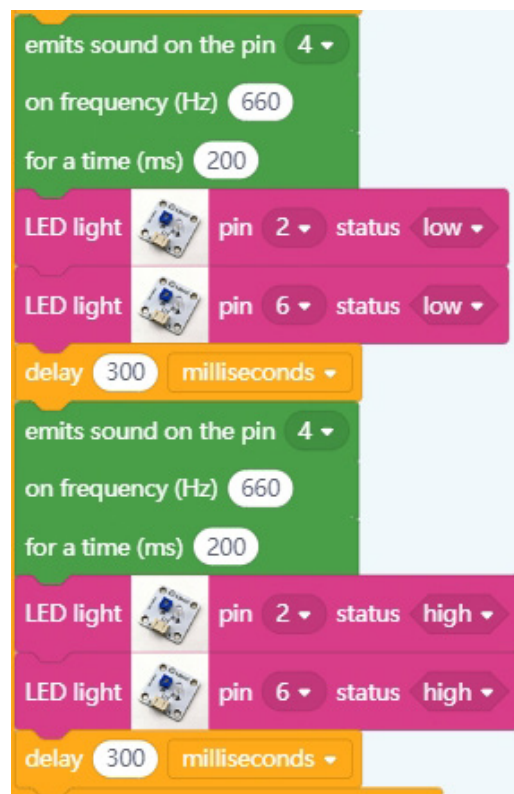 emits sound on the pin 4
on frequency (Hz) 660
for a time (ms) 200
LED light pin 2 status low
LED light pin 6 status low
delay 300 milliseconds
emits sound on the pin 4
on frequency (Hz) 660
for a time (ms) 200
LED light pin 2 status high
LED light pin 6 status high
delay 300 milliseconds